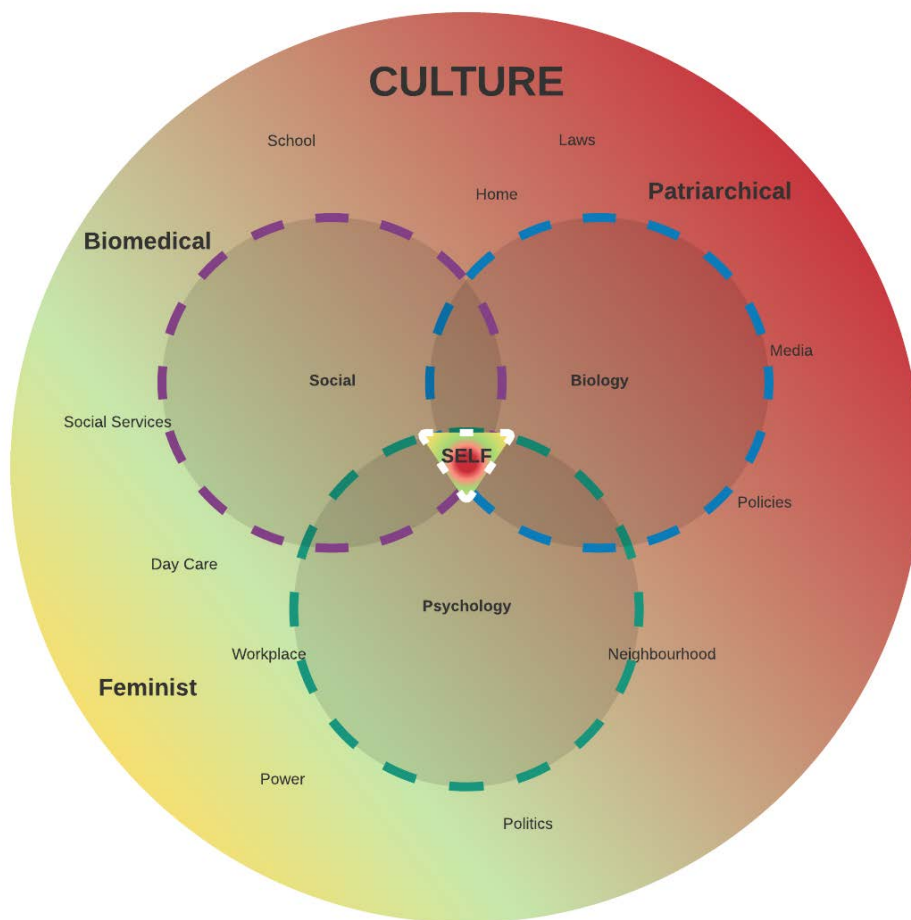 CULTURE
School
Laws
Home
Patriarchical
Biomedical
Media
Social
Biology
Social Services
SELF
Policies
Day Care
Psychology
Workplace
Neighbourhood
Feminist
Power
Politics